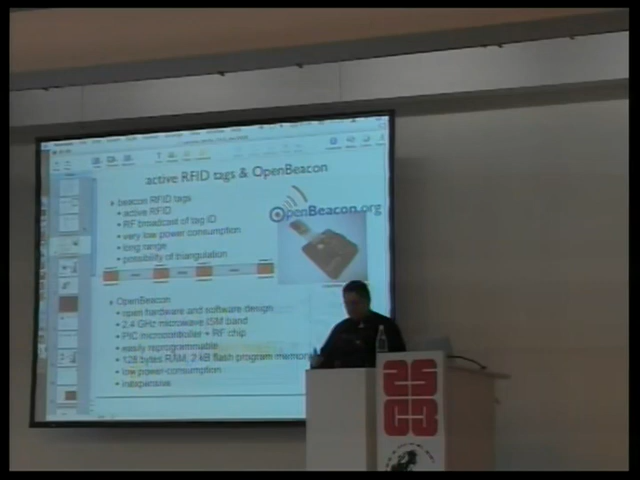 active RFID tags & OpenBeacon
beacon RFID tags
active RFID
RF broadcast of tag ID
very low power consumption
long range
possibility of triangulation
OpenBeacon.org
OpenBeacon
open hardware and software design
2.4 GHz microwave ISM band
PIC microcontroller + RF chip
easily reprogrammable
128 bytes RAM, 2 kB flash program memor
low power-consumption
inexpensive
25
C3